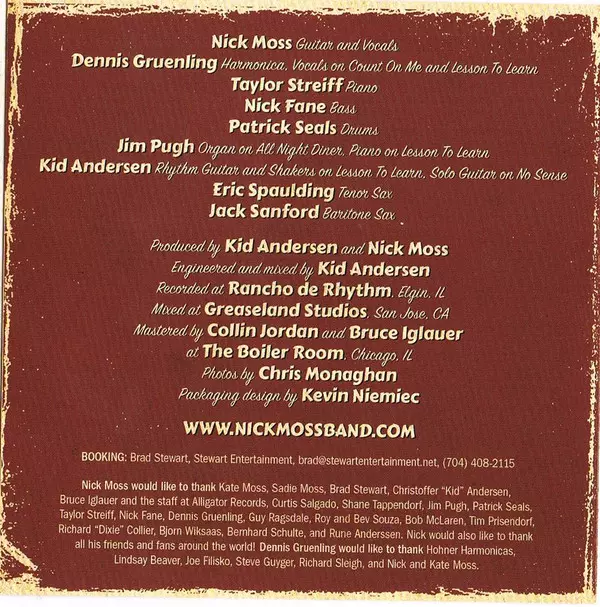 Nick Moss Guitar and Vocals
Dennis Gruenling Harmonica, Vocals on Count On Me and Lesson To Learn
Taylor Streiff Piano
Nick Fane Bass
Patrick Seals Drums
Jim Pugh Organ on All Night Diner, Piano on Lesson To Learn
Kid Andersen Rhythm Guitar and Shakers on Lesson To Learn, Solo Guitar on No Sense
Eric Spaulding Tenor Sax
Jack Sanford Baritone Sax
Produced by Kid Andersen and Nick Moss
Engineered and mixed by Kid Andersen
Recorded at Rancho de Rhythm, Elgin, IL
Mixed at Greaseland Studios, San Jose, CA
Mastered by Collin Jordan and Bruce Iglauer
at The Boiler Room, Chicago, IL
Photos by Chris Monaghan
Packaging design by Kevin Niemiec
WWW.NICKMOSSBAND.COM
BOOKING: Brad Stewart, Stewart Entertainment, brad@stewartentertainment.net, (704) 408-2115
Nick Moss would like to thank Kate Moss, Sadie Moss, Brad Stewart, Christoffer “Kid” Andersen,
Bruce Iglauer and the staff at Alligator Records, Curtis Salgado, Shane Tappendorf, Jim Pugh, Patrick Seals,
Taylor Streiff, Nick Fane, Dennis Gruenling, Guy Ragsdale, Roy and Bev Souza, Bob McLaren, Tim Prisendorf,
Richard “Dixie” Collier, Bjorn Wiksaas, Bernhard Schulte, and Rune Anderssen. Nick would also like to thank
all his friends and fans around the world! Dennis Gruenling would like to thank Hohner Harmonicas,
Lindsay Beaver, Joe Filisko, Steve Guyger, Richard Sleigh, and Nick and Kate Moss.